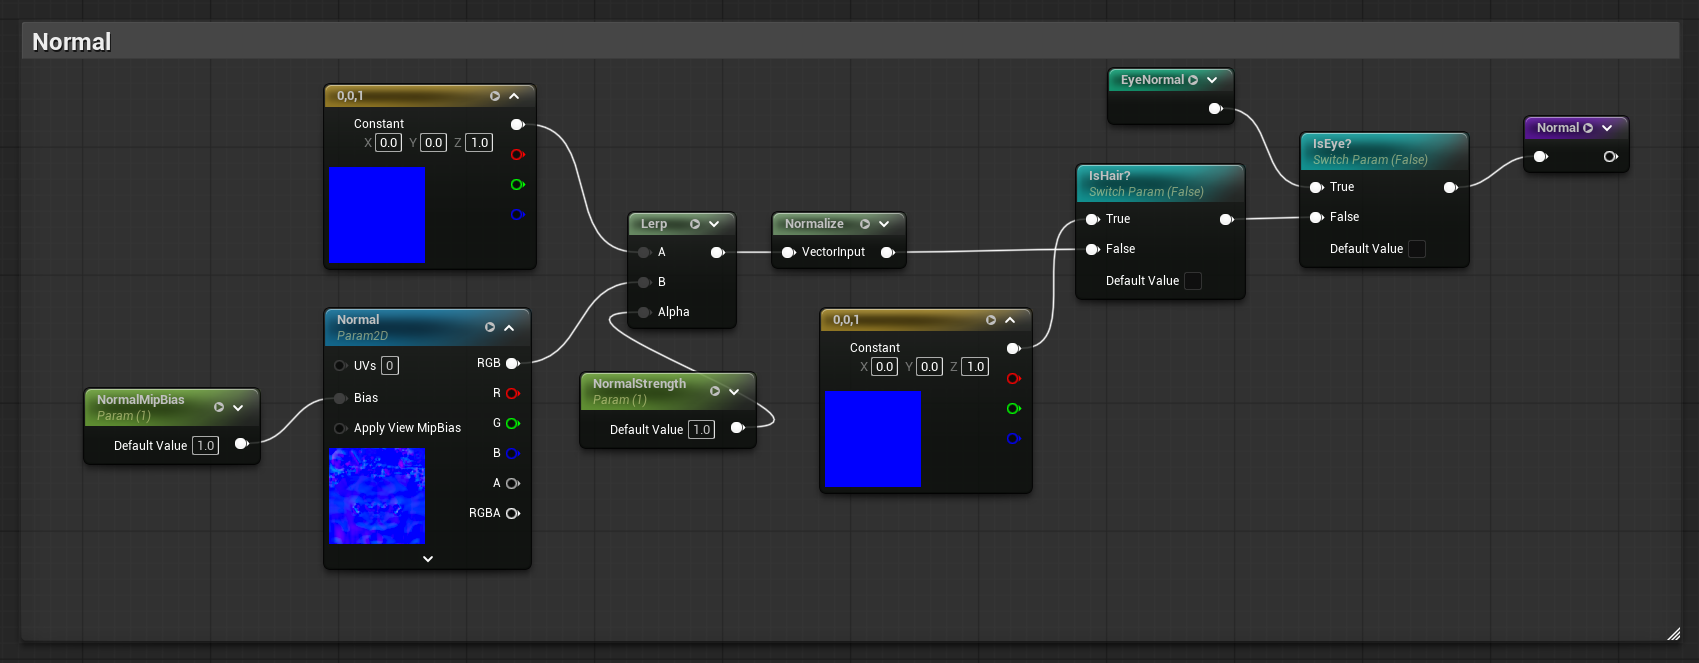 Normal
0,0,1
Constant
X 0.0 Y 0.0 Z 1.0
Normal
Param2D
UVs 0
RGB
Bias
R
Apply View MipBias
G
B
A
RGBA
NormalMipBias
Param (1)
Default Value 1.0
Lerp
A
B
Alpha
NormalStrength
Param (1)
Default Value 1.0
Normalize
VectorInput
0,0,1
Constant
X 0.0 Y 0.0 Z 1.0
EyeNormal
IsHair?
Switch Param (False)
True
False
Default Value
IsEye?
Switch Param (False)
True
False
Default Value
Normal